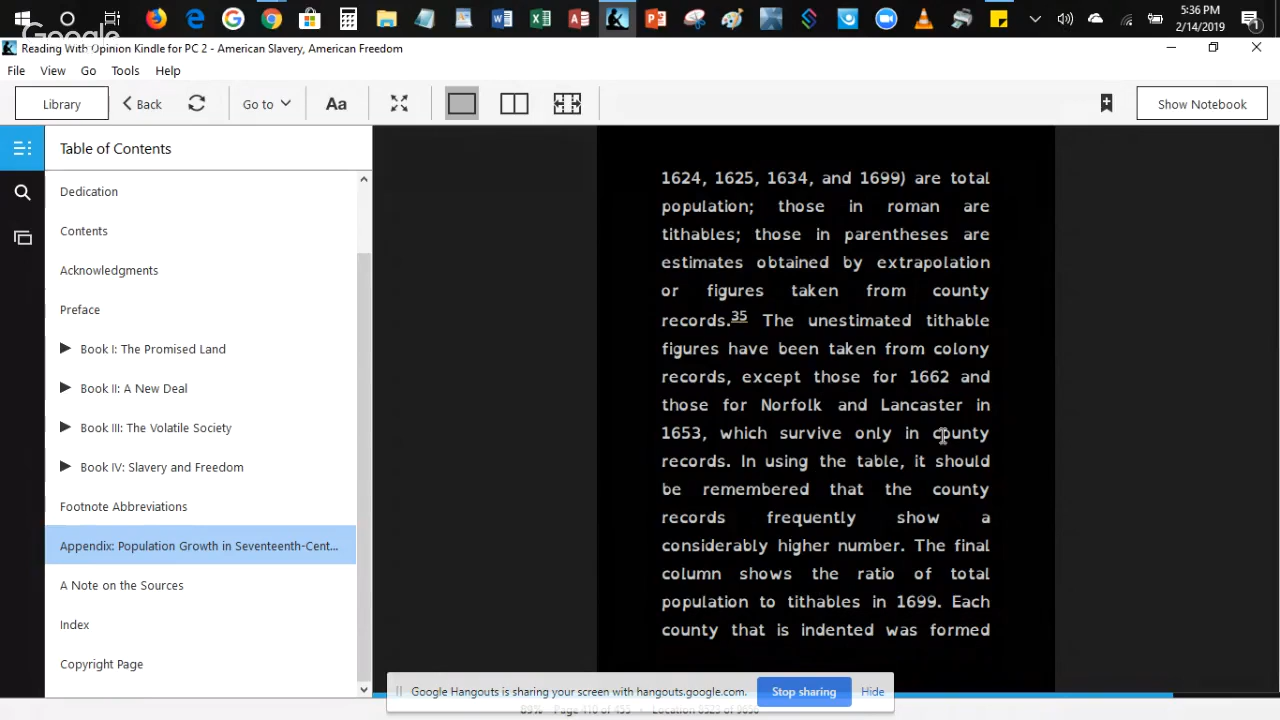 5:36 PM
2/14/2019
1
Google
Reading With Opinion Kindle for PC 2 - American Slavery, American Freedom
File View Go Tools Help
Library Back Go to Aa Show Notebook
Table of Contents
Dedication
Contents
Acknowledgments
Preface
Book I: The Promised Land
Book II: A New Deal
Book III: The Volatile Society
Book IV: Slavery and Freedom
Footnote Abbreviations
Appendix: Population Growth in Seventeenth-Cent...
A Note on the Sources
Index
Copyright Page
1624, 1625, 1634, and 1699) are total
population; those in roman are
tithables; those in parentheses are
estimates obtained by extrapolation
or figures taken from county
records.35 The unestimated tithable
figures have been taken from colony
records, except those for 1662 and
those for Norfolk and Lancaster in
1653, which survive only in county
records. In using the table, it should
be remembered that the county
records frequently show a
considerably higher number. The final
column shows the ratio of total
population to tithables in 1699. Each
county that is indented was formed
Google Hangouts is sharing your screen with hangouts.google.com. Stop sharing Hide